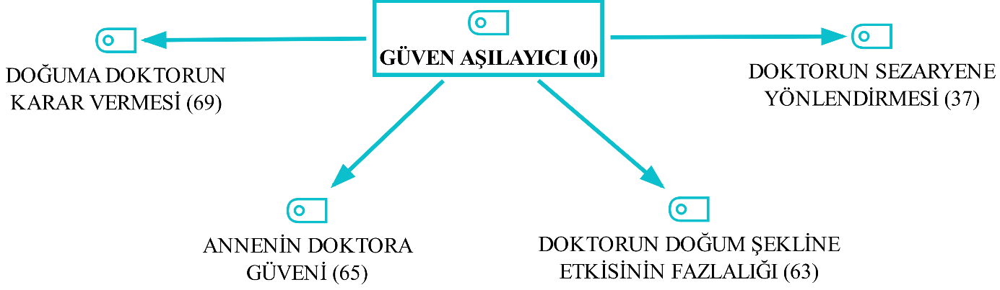 GÜVEN AŞILAYICI (0)
DOĞUMA DOKTORUN
KARAR VERMESİ (69)
DOKTORUN SEZARYENE
YÖNLENDİRMESİ (37)
ANNENİN DOKTORA
GÜVENİ (65)
DOKTORUN DOĞUM ŞEKLİNE
ETKİSİNİN FAZLALIĞI (63)